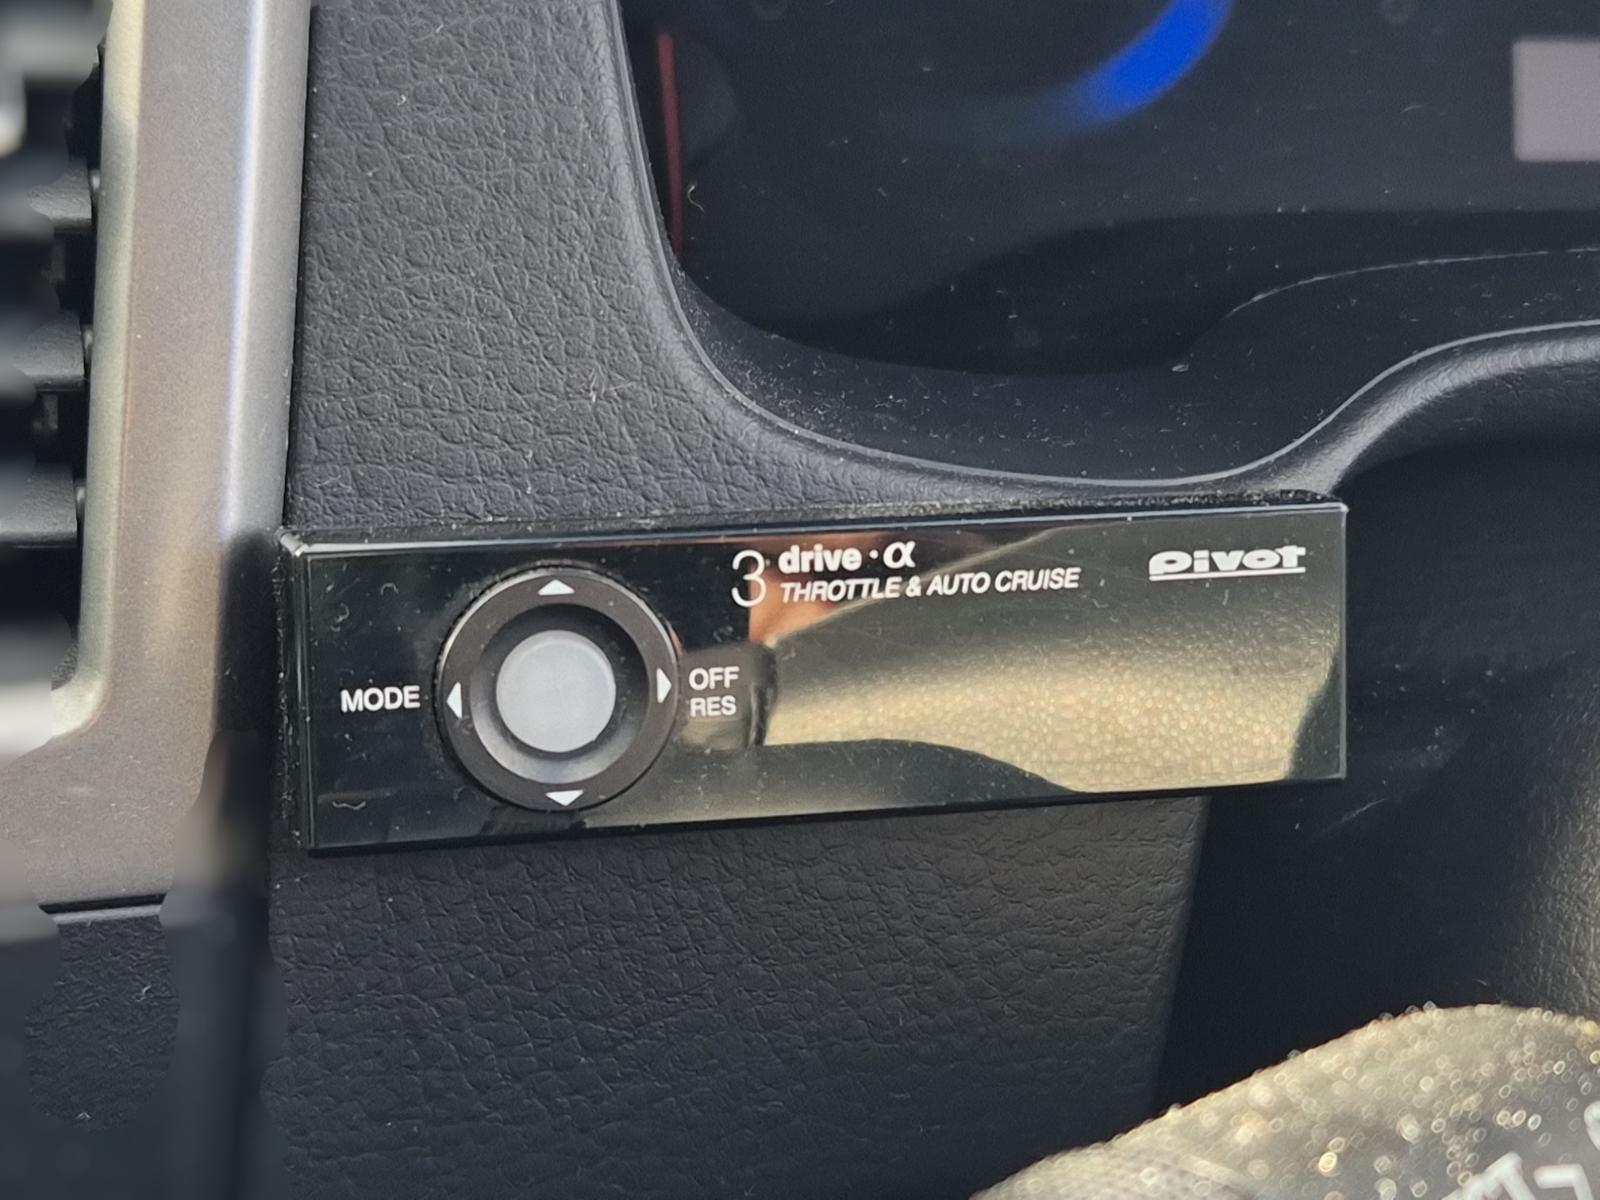 3 drive・α
THROTTLE & AUTO CRUISE
Pivot
MODE
OFF
RES